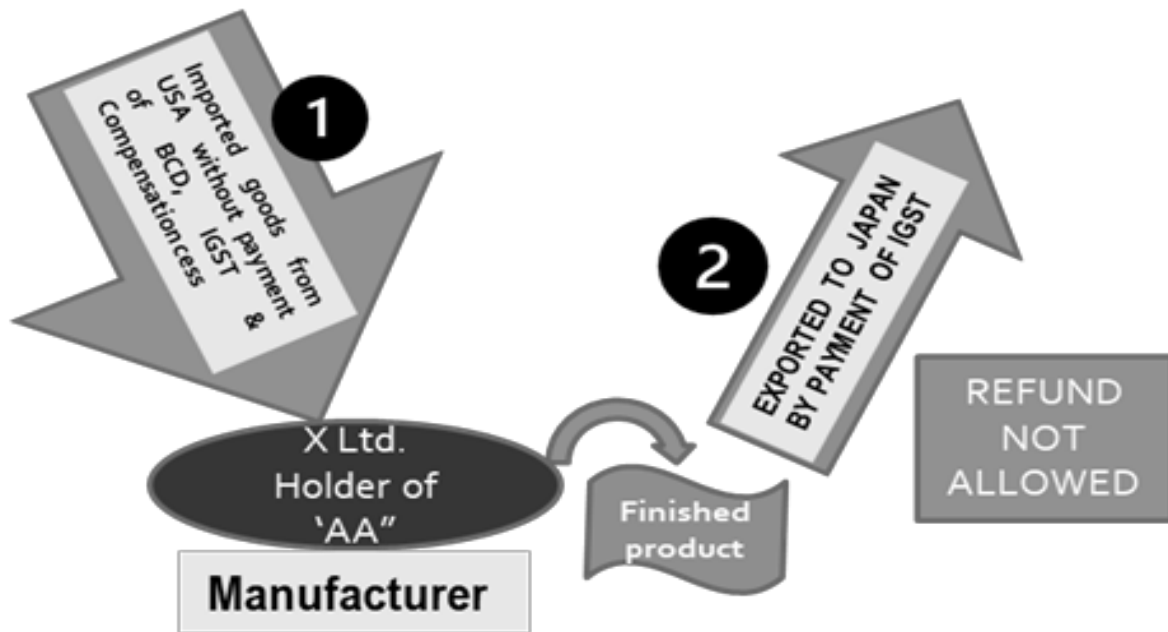 1
Imported goods from
USA without payment
of BCD, IGST &
Compensation cess
2
EXPORTED TO JAPAN
BY PAYMENT OF IGST
REFUND
NOT
ALLOWED
X Ltd.
Holder of
‘AA”
Finished
product
Manufacturer